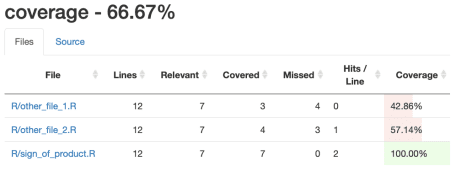 coverage - 66.67%
Files Source
File Lines Relevant Covered Missed Hits / Line Coverage
R/other_file_1.R 12 7 3 4 0 42.86%
R/other_file_2.R 12 7 4 3 1 57.14%
R/sign_of_product.R 12 7 7 0 2 100.00%